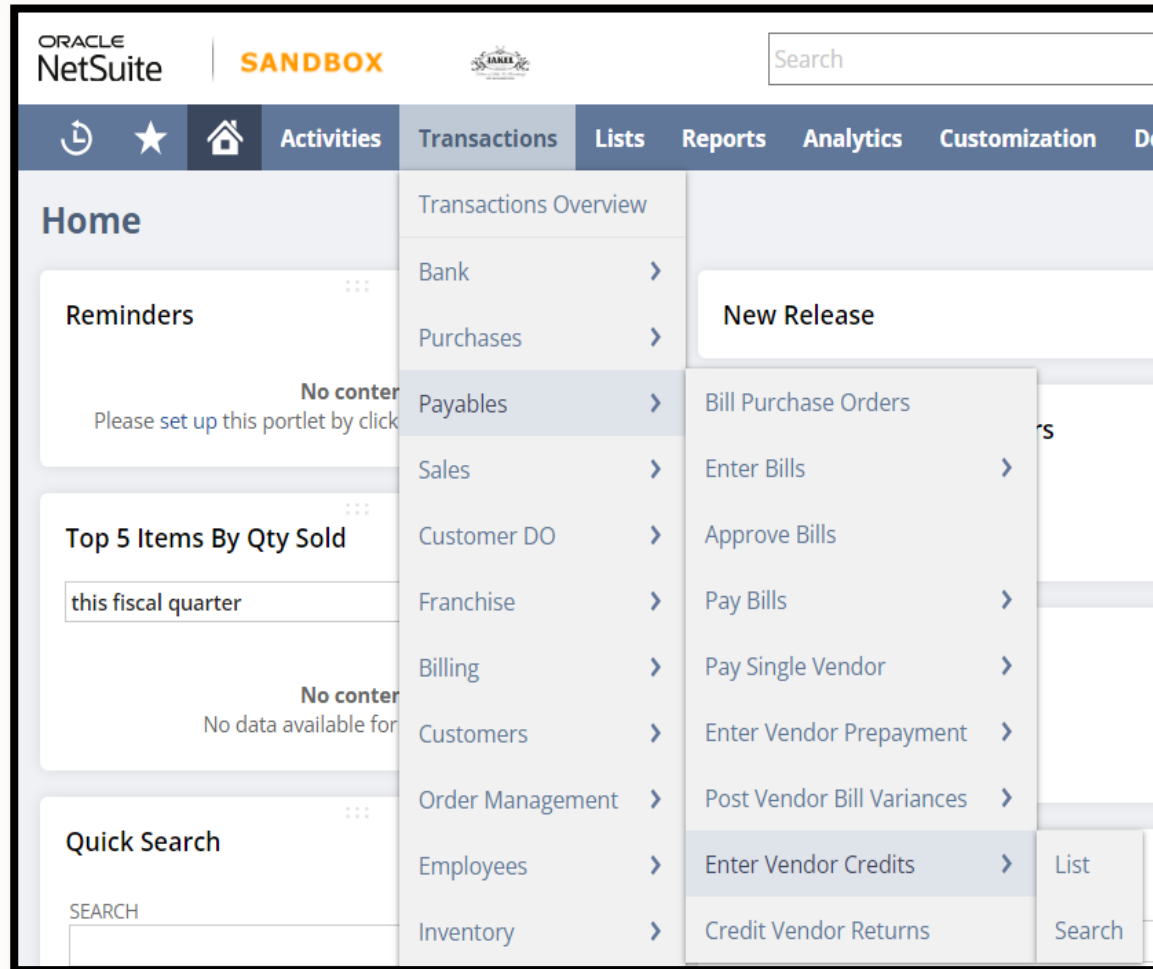 ORACLE
NetSuite
SANDBOX
JAKEL
Search
Activities
Transactions
Lists
Reports
Analytics
Customization
Home
Transactions Overview
Bank
Purchases
Payables
Sales
Customer DO
Franchise
Billing
Customers
Order Management
Employees
Inventory
Reminders
No conten
Please set up this portlet by click
Top 5 Items By Qty Sold
this fiscal quarter
No conten
No data available for
Quick Search
SEARCH
New Release
rs
Bill Purchase Orders
Enter Bills
Approve Bills
Pay Bills
Pay Single Vendor
Enter Vendor Prepayment
Post Vendor Bill Variances
Enter Vendor Credits
Credit Vendor Returns
List
Search